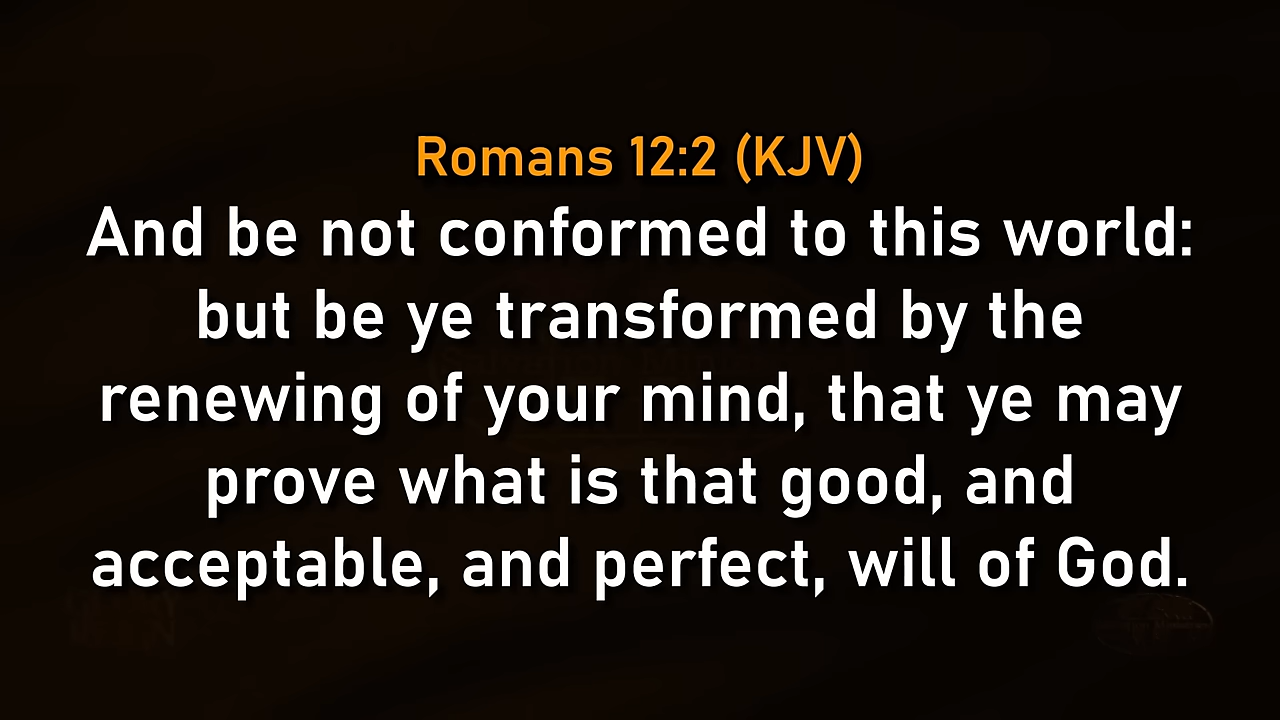 Romans 12:2 (KJV)
And be not conformed to this world:
but be ye transformed by the
renewing of your mind, that ye may
prove what is that good, and
acceptable, and perfect, will of God.